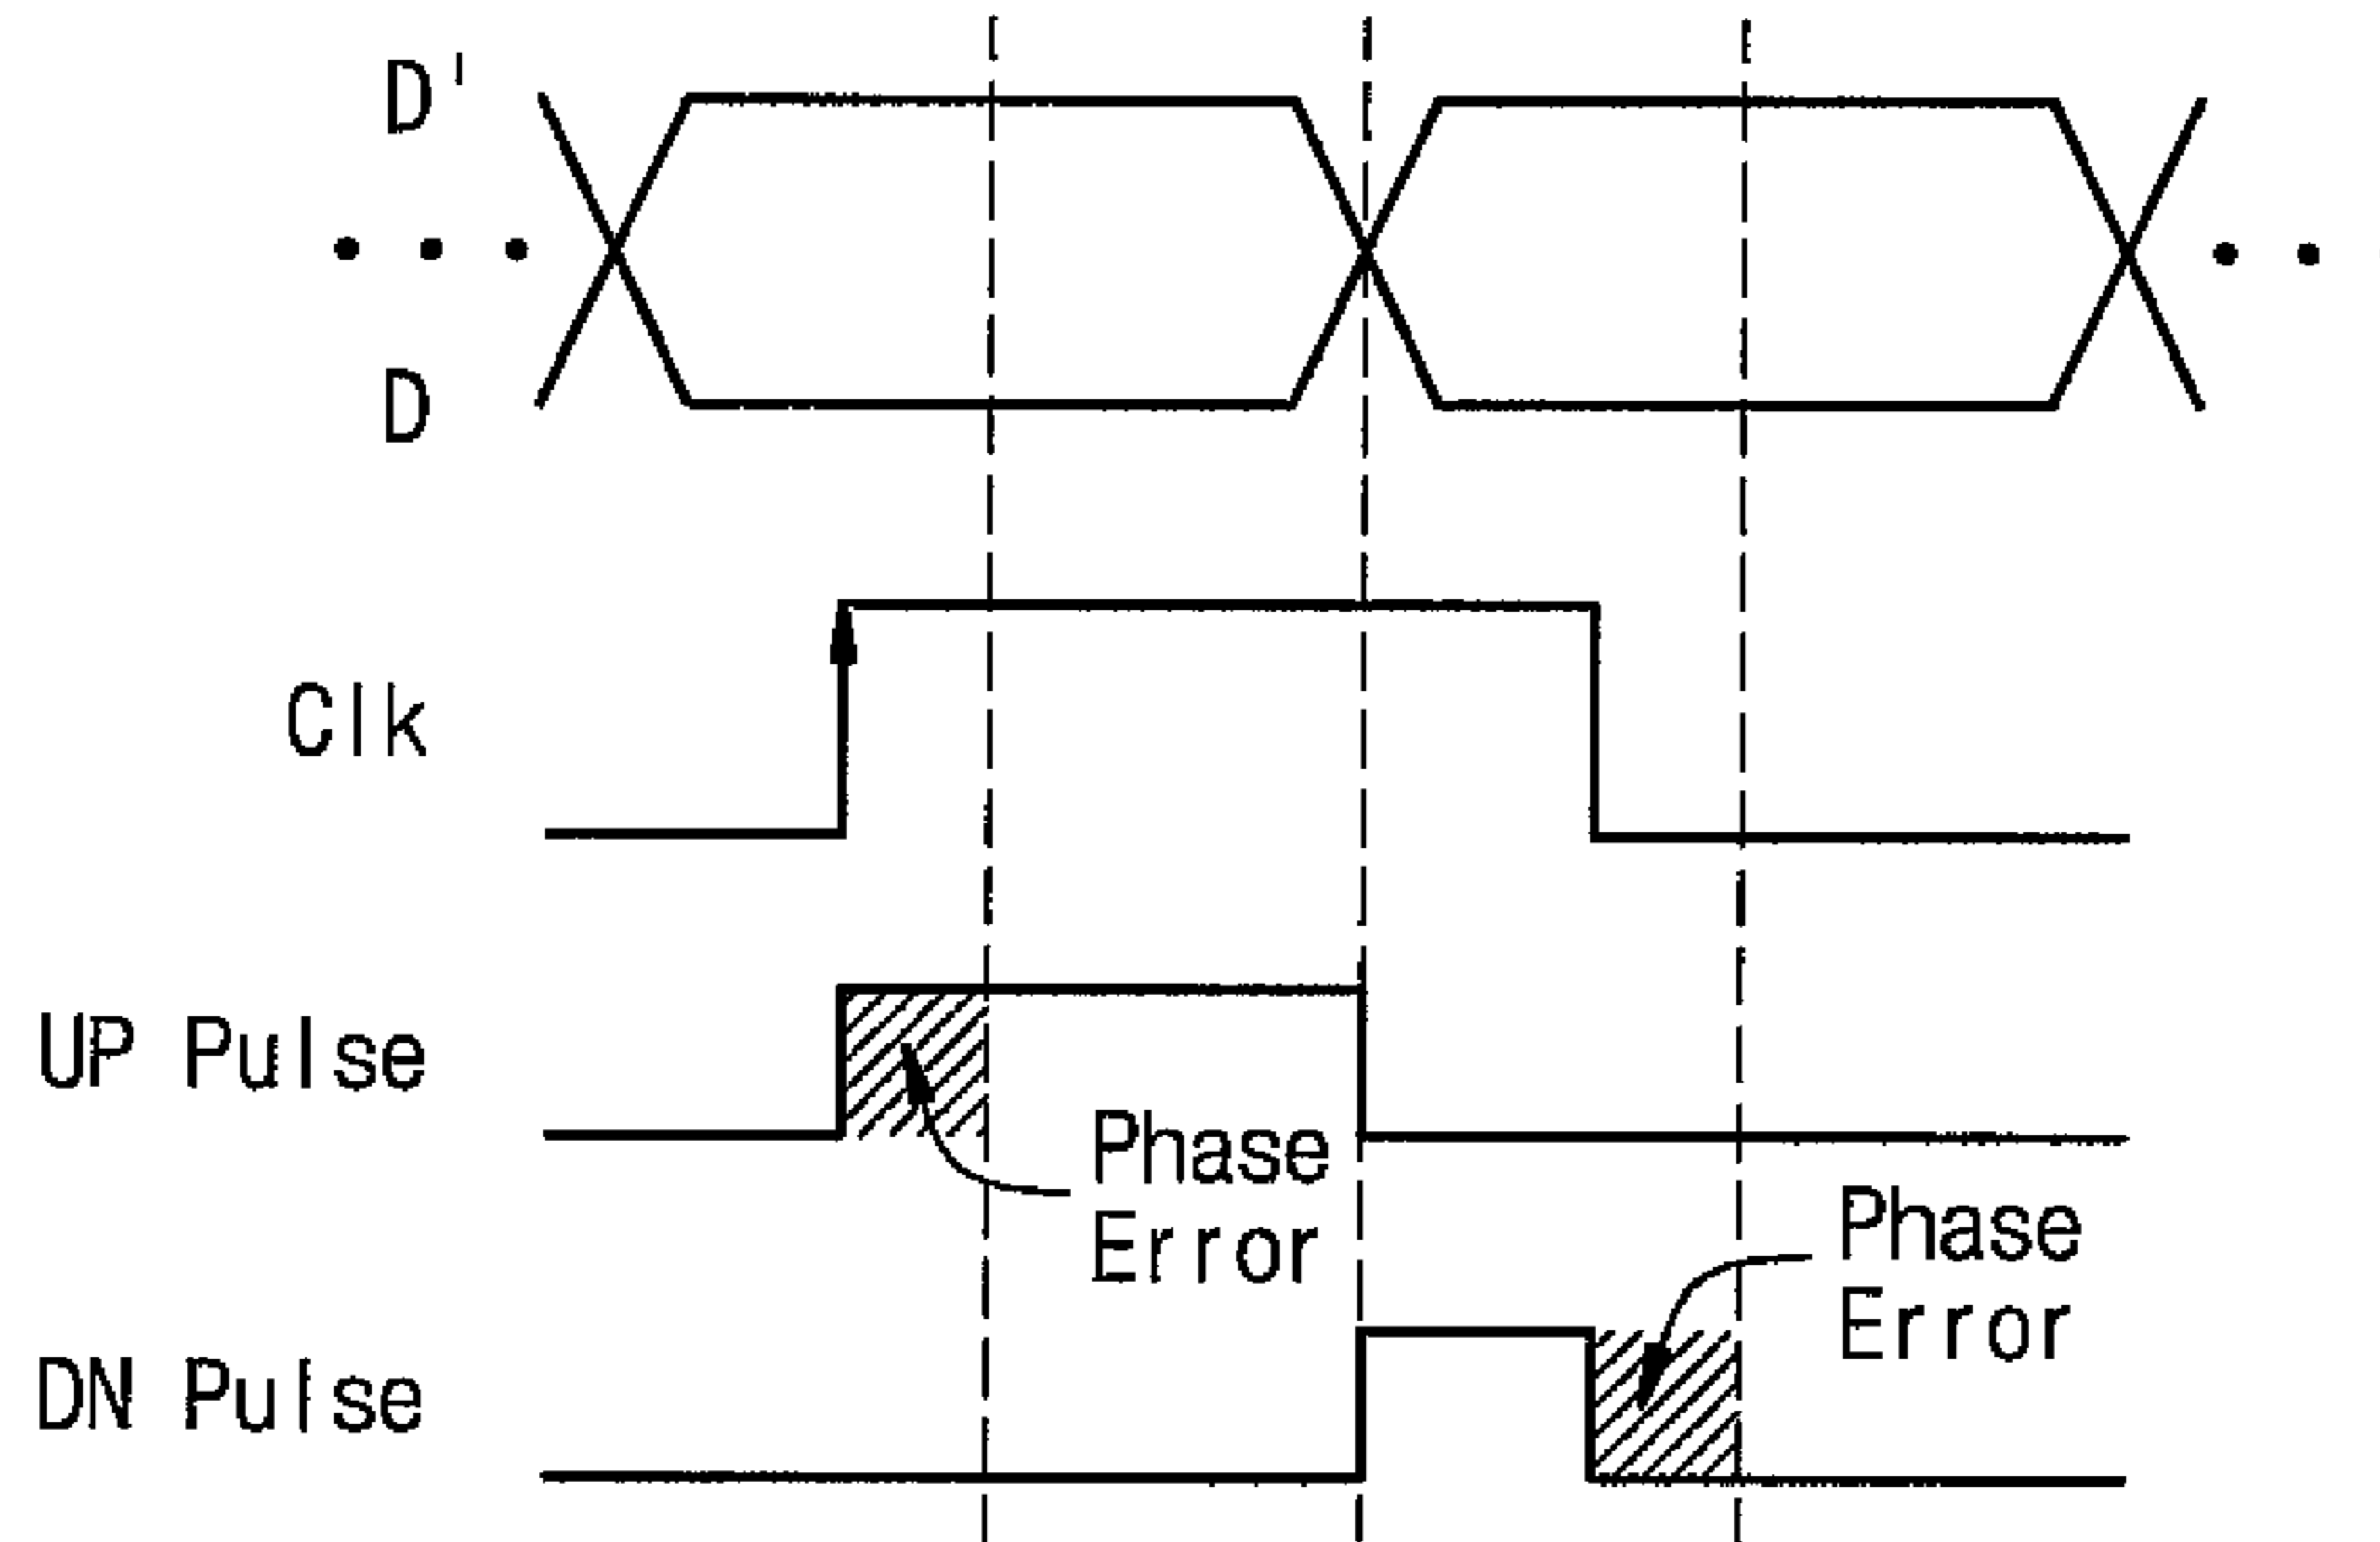 D'
D
Clk
UP Pulse
Phase
Error
Phase
Error
DN Pulse